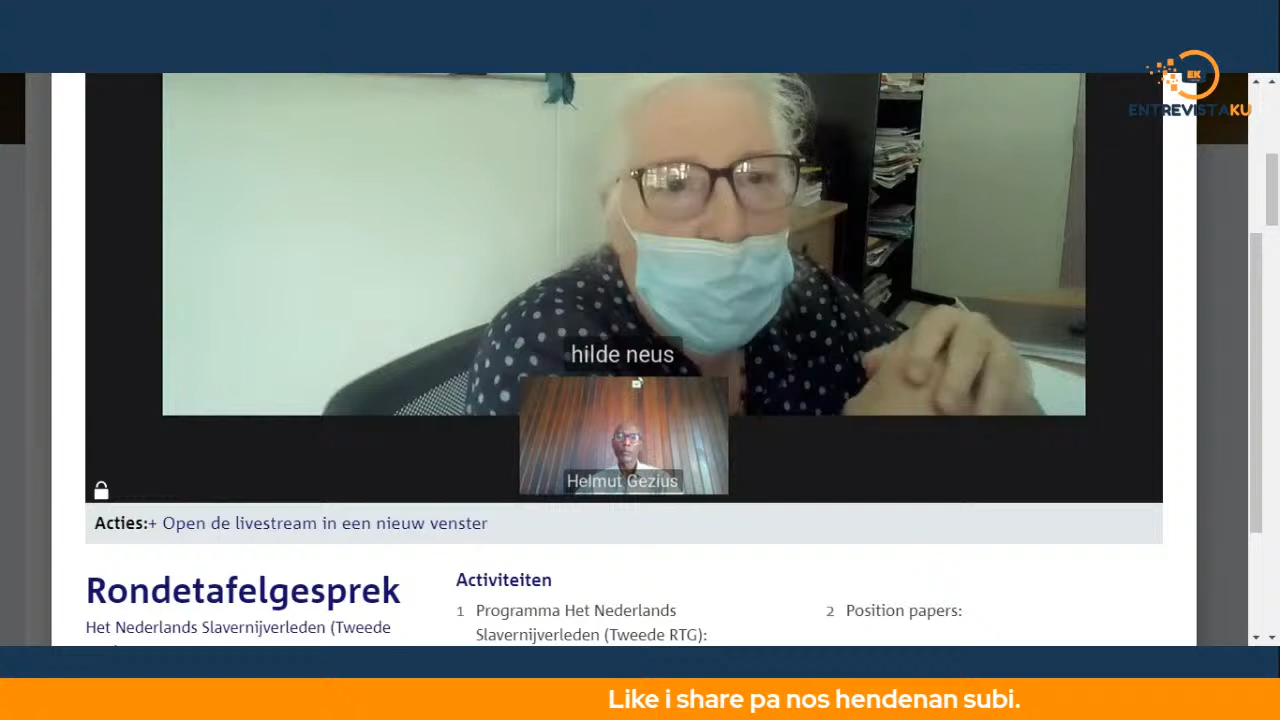 EK
ENTREVISTAKU
hilde neus
Helmut Gezius
Acties:+ Open de livestream in een nieuw venster
Rondetafelgesprek
Het Nederlands Slavernijverleden (Tweede
Activiteiten
1 Programma Het Nederlands
Slavernijverleden (Tweede RTG):
2 Position papers:
Like i share pa nos hendenan subi.